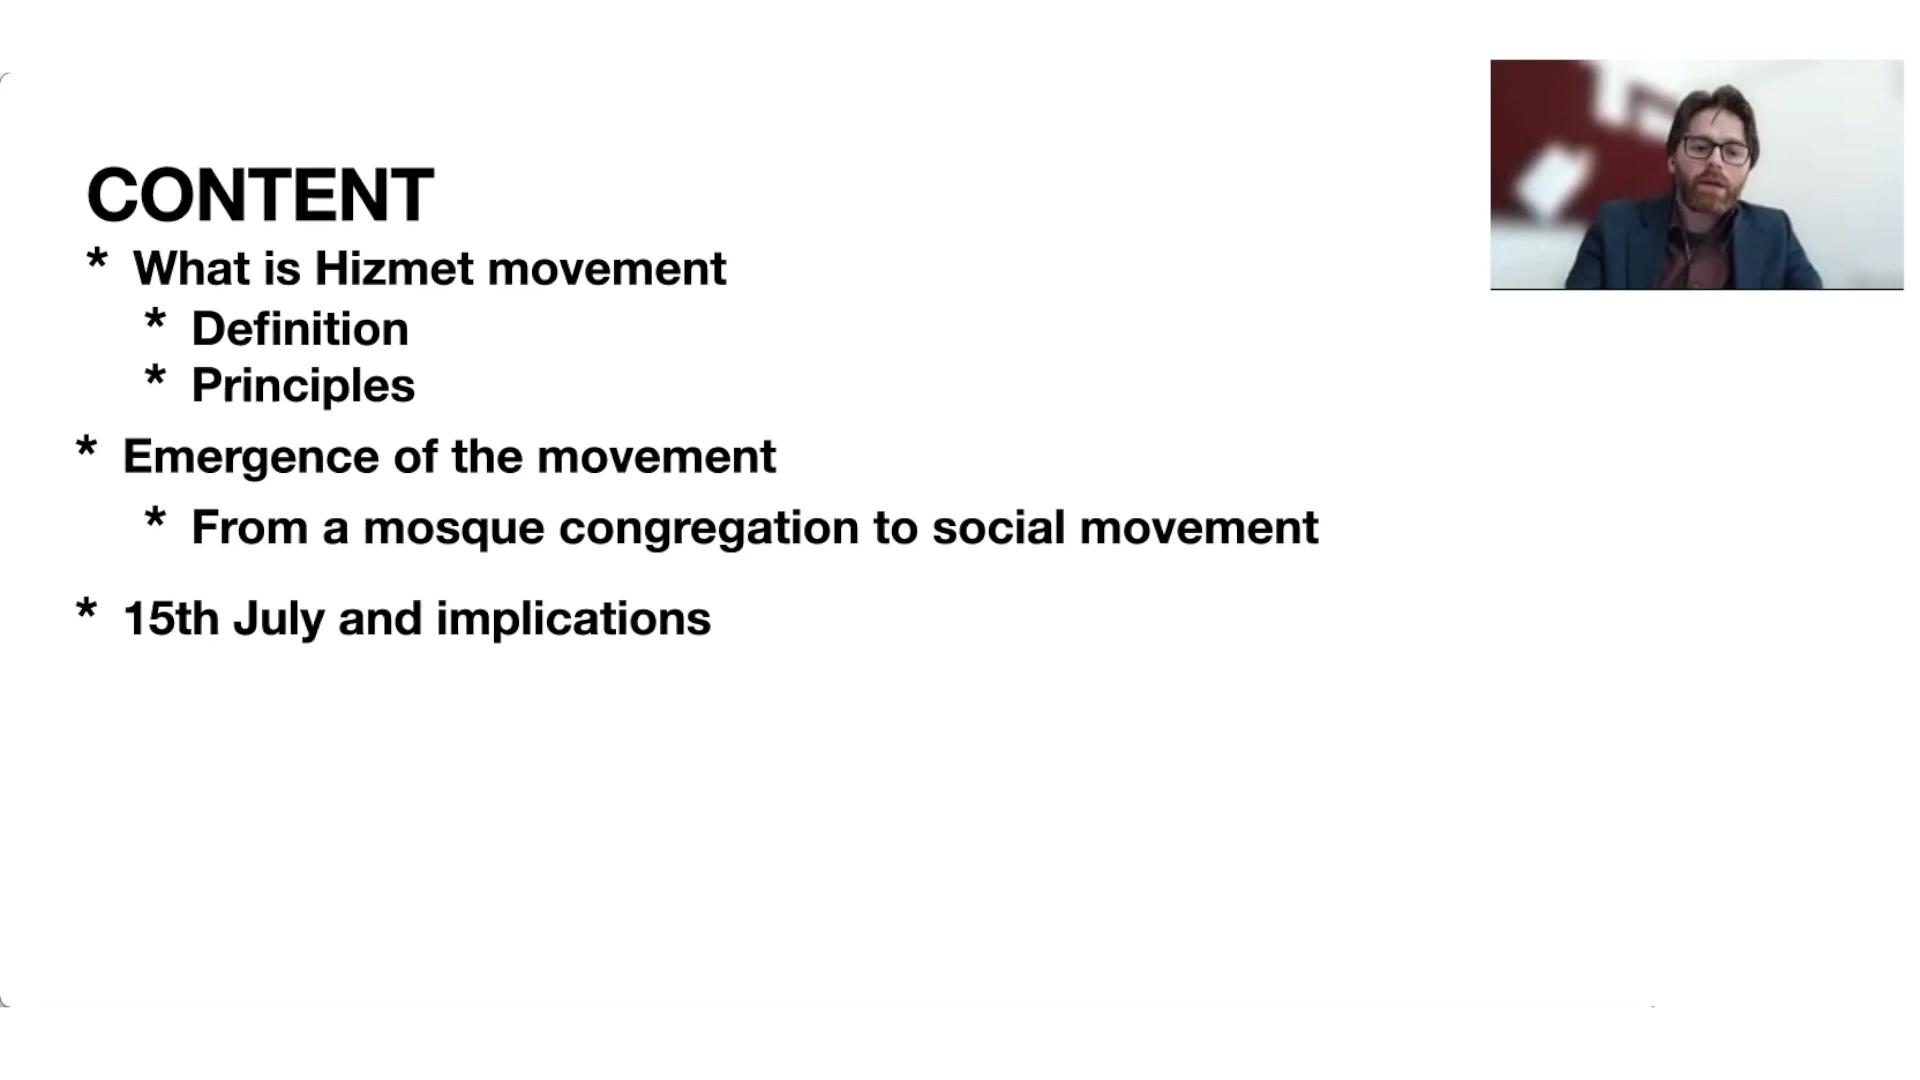 CONTENT
* What is Hizmet movement
* Definition
* Principles
* Emergence of the movement
* From a mosque congregation to social movement
* 15th July and implications